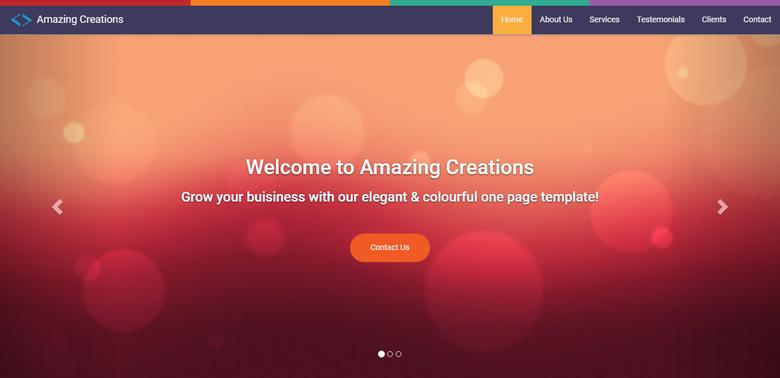 Amazing Creations
Home About Us Services Testemonials Clients Contact
Welcome to Amazing Creations
Grow your buisiness with our elegant & colourful one page template!
Contact Us